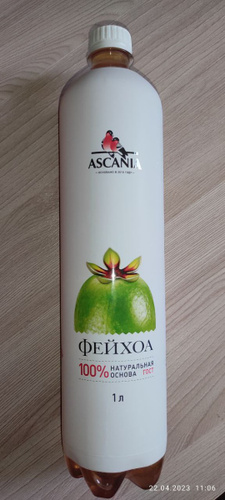 ASCANIA
ФЕЙХОА
100% НАТУРАЛЬНАЯ
ОСНОВА ГОСТ
1 л
22.04.2023 11:06